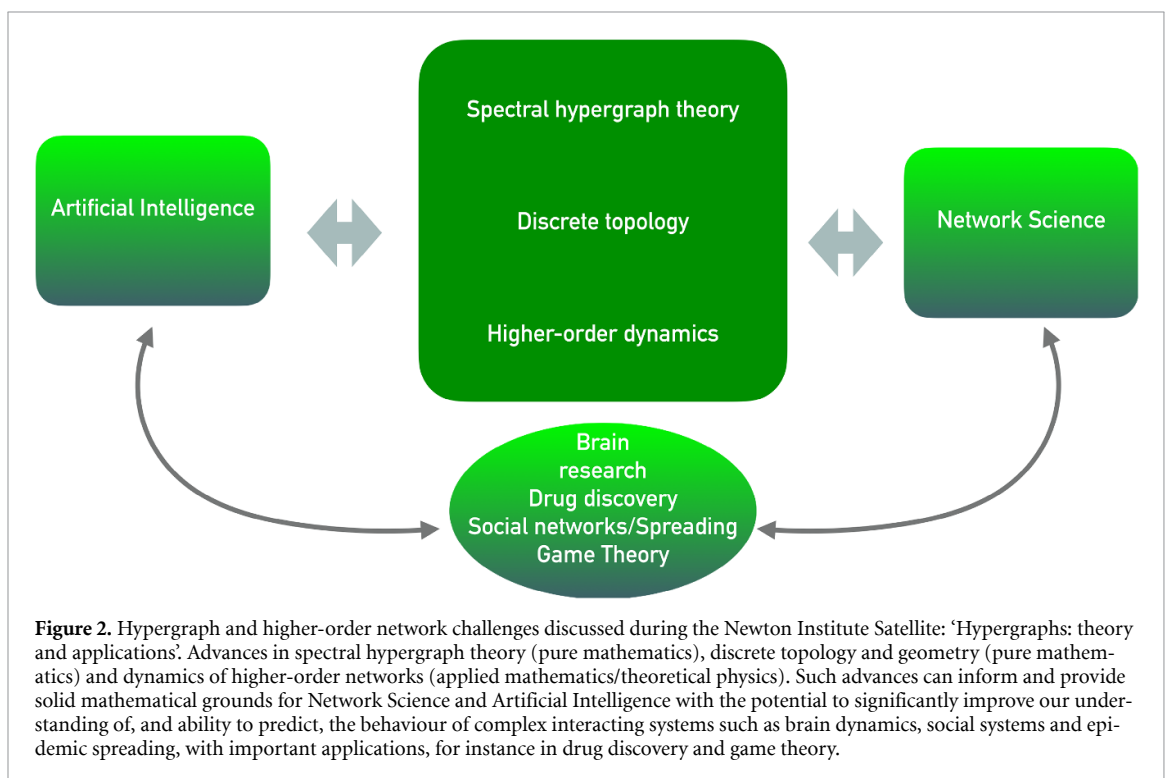 Spectral hypergraph theory
Artificial Intelligence
Discrete topology
Network Science
Higher-order dynamics
Brain
research
Drug discovery
Social networks/Spreading
Game Theory
Figure 2. Hypergraph and higher-order network challenges discussed during the Newton Institute Satellite: ‘Hypergraphs: theory
and applications’. Advances in spectral hypergraph theory (pure mathematics), discrete topology and geometry (pure mathem-
atics) and dynamics of higher-order networks (applied mathematics/theoretical physics). Such advances can inform and provide
solid mathematical grounds for Network Science and Artificial Intelligence with the potential to significantly improve our under-
standing of, and ability to predict, the behaviour of complex interacting systems such as brain dynamics, social systems and epi-
demic spreading, with important applications, for instance in drug discovery and game theory.